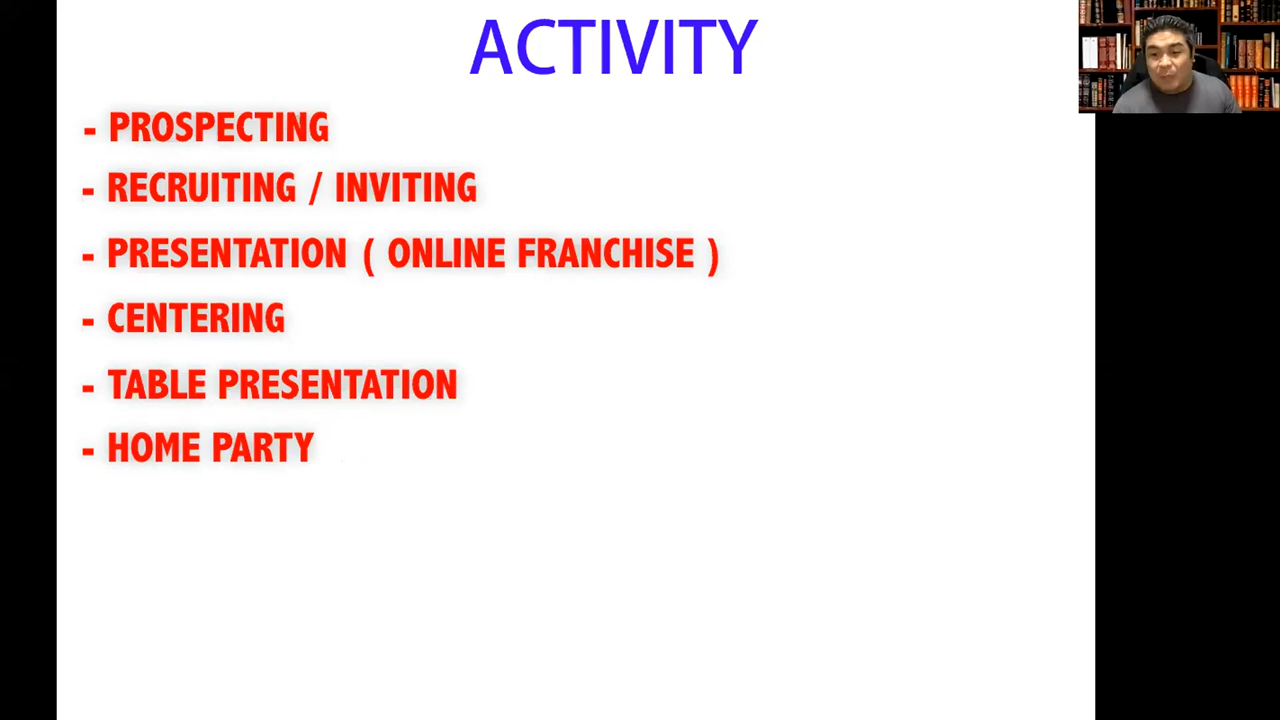 ACTIVITY
- PROSPECTING
- RECRUITING / INVITING
- PRESENTATION ( ONLINE FRANCHISE )
- CENTERING
- TABLE PRESENTATION
- HOME PARTY